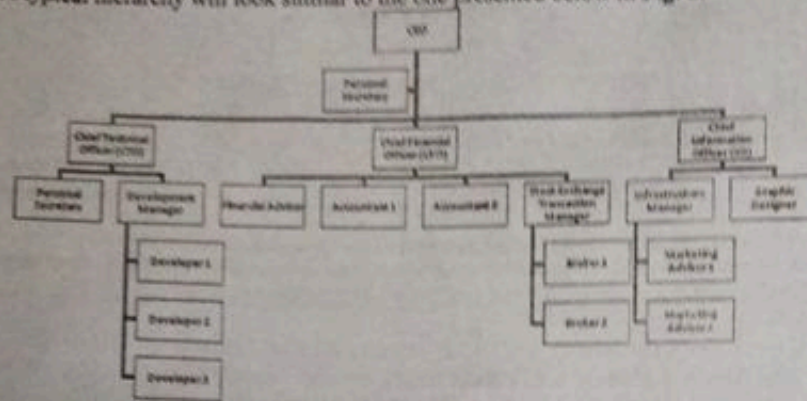 typical hierarchy will look similar to the one presented below
CEO
Personal
Secretary
Chief Technical
Officer (CTO)
Chief Financial
Officer (CFO)
Chief
Information
Officer (CIO)
Personal
Secretary
Development
Manager
Financial Advisor
Accountant 1
Accountant 2
Stock Exchange
Transaction
Manager
Infrastructure
Manager
Graphic
Designer
Developer 1
Broker 1
Marketing
Advisor 1
Developer 2
Broker 2
Marketing
Advisor 2
Developer 3